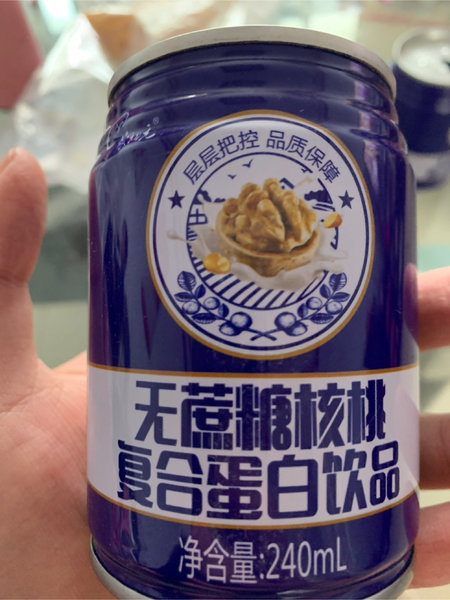 层层把控 品质保障
无蔗糖核桃
复合蛋白饮品
净含量:240mL